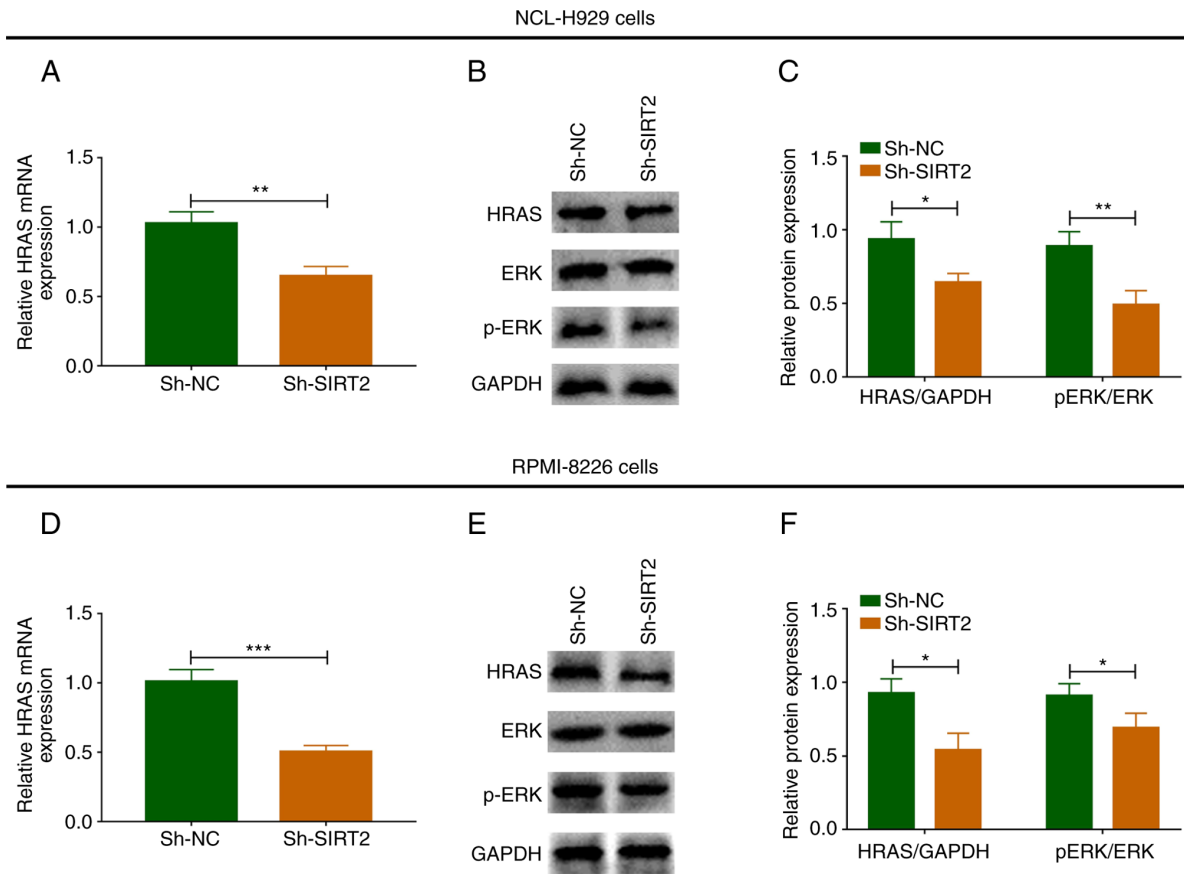 NCL-H929 cells
A
Relative HRAS mRNA
expression
1.5
1.0
0.5
0.0
**
Sh-NC
Sh-SIRT2
B
Sh-NC
Sh-SIRT2
HRAS
ERK
p-ERK
GAPDH
C
Relative protein expression
1.5
1.0
0.5
0.0
Sh-NC
Sh-SIRT2
*
**
HRAS/GAPDH
pERK/ERK
RPMI-8226 cells
D
Relative HRAS mRNA
expression
1.5
1.0
0.5
0.0
***
Sh-NC
Sh-SIRT2
E
Sh-NC
Sh-SIRT2
HRAS
ERK
p-ERK
GAPDH
F
Relative protein expression
1.5
1.0
0.5
0.0
Sh-NC
Sh-SIRT2
*
*
HRAS/GAPDH
pERK/ERK